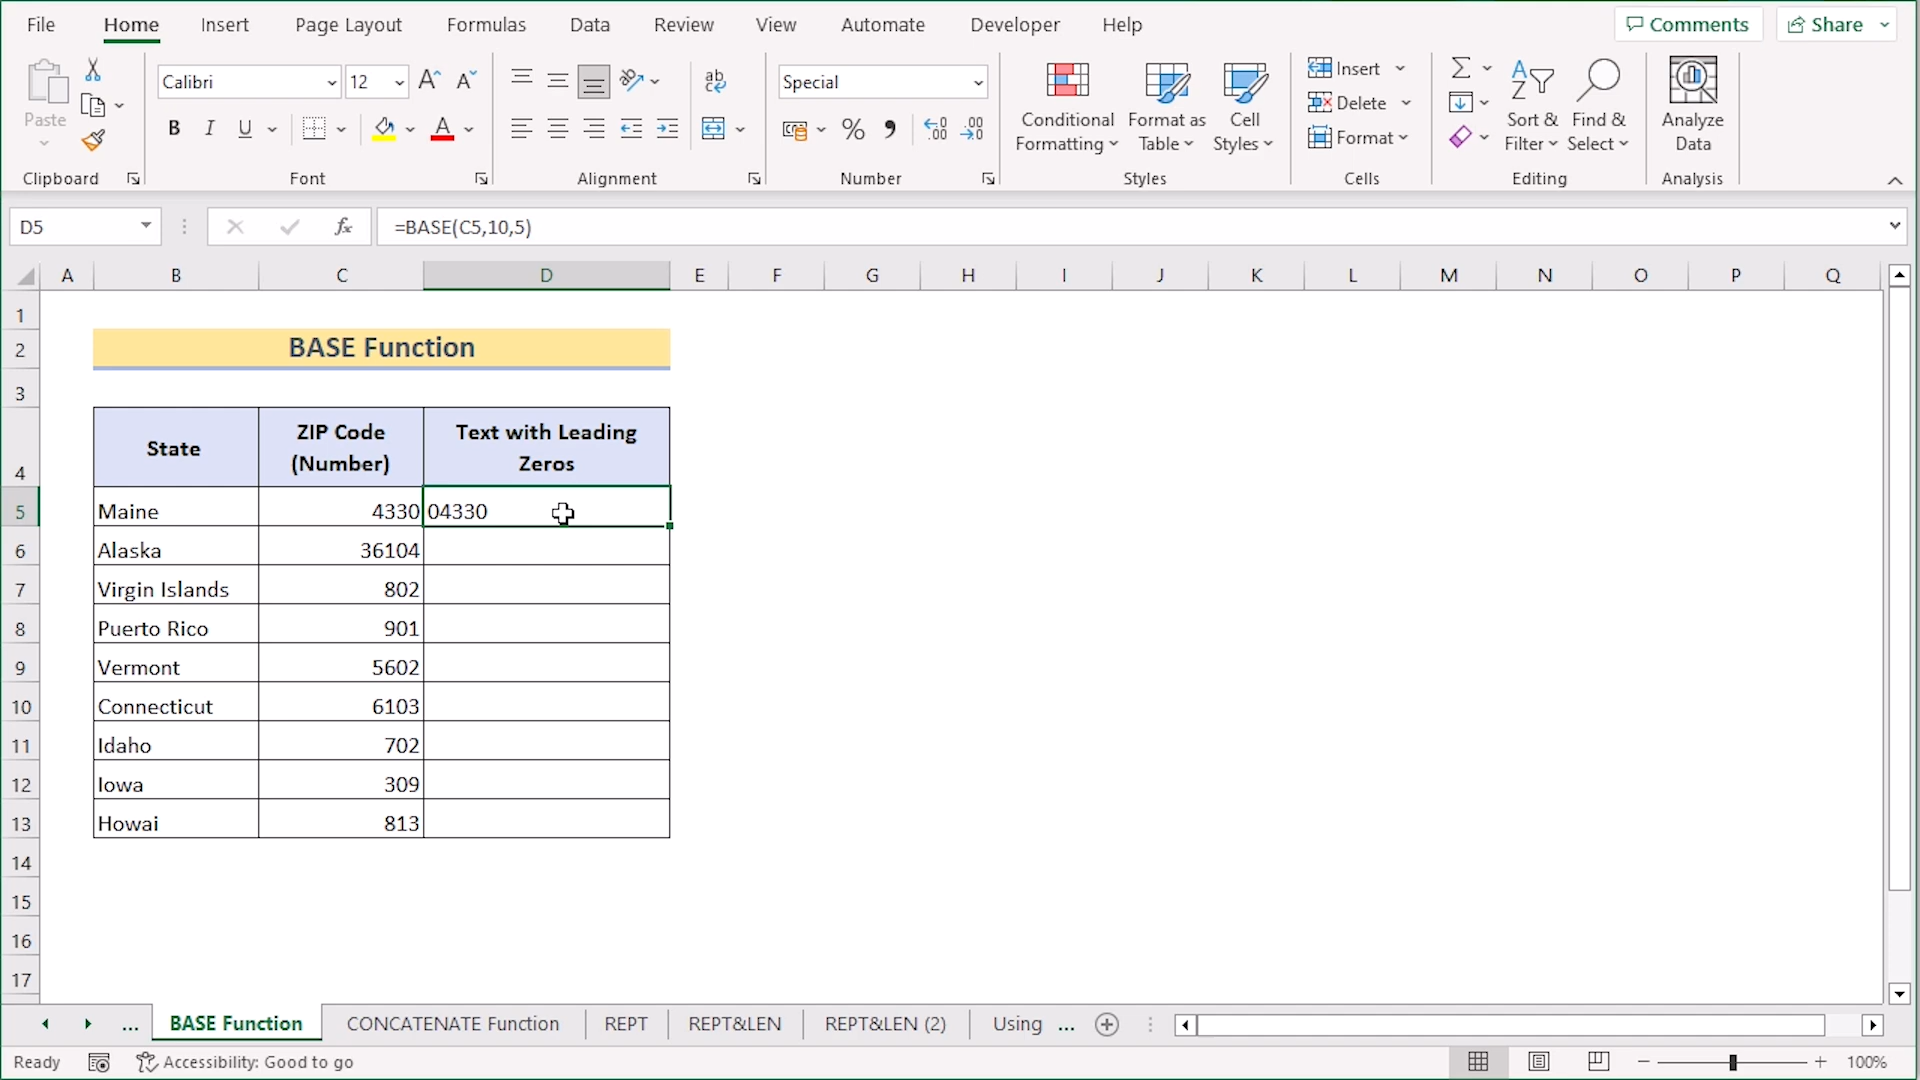 File Home Insert Page Layout Formulas Data Review View Automate Developer Help Comments Share
Paste
Clipboard
Calibri 12
B I U A
Font
ab
Alignment
Special
% .00 .00
Number
Conditional
Formatting
Format as
Table
Cell
Styles
Styles
Insert
Delete
Format
Cells
Sort &
Filter
Find &
Select
Editing
Analyze
Data
Analysis
D5 fx =BASE(C5,10,5)
A B C D E F G H I J K L M N O P Q
1
2 BASE Function
3
4 State ZIP Code
(Number) Text with Leading
Zeros
5 Maine 4330 04330
6 Alaska 36104
7 Virgin Islands 802
8 Puerto Rico 901
9 Vermont 5602
10 Connecticut 6103
11 Idaho 702
12 Iowa 309
13 Howai 813
14
15
16
17
... BASE Function CONCATENATE Function REPT REPT&LEN REPT&LEN (2) Using ...
Ready Accessibility: Good to go 100%